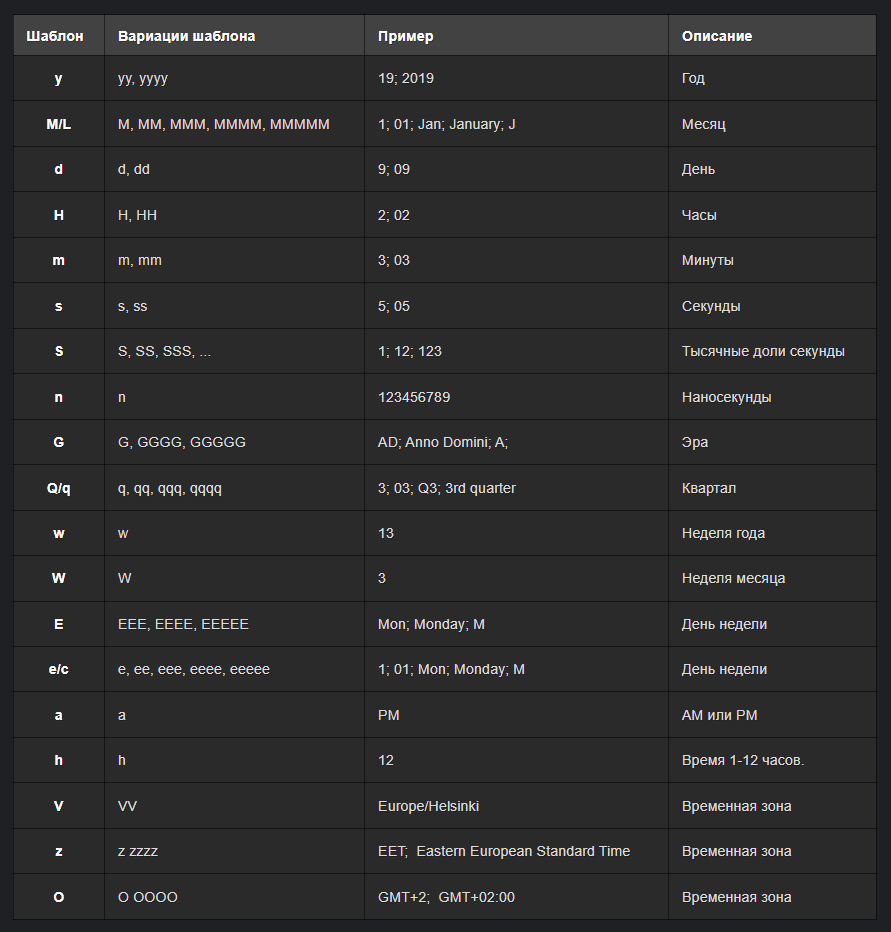 Шаблон Вариации шаблона Пример Описание
y yy, yyyy 19; 2019 Год
M/L M, MM, MMM, MMMM, MMMMM 1; 01; Jan; January; J Месяц
d d, dd 9; 09 День
H H, HH 2; 02 Часы
m m, mm 3; 03 Минуты
s s, ss 5; 05 Секунды
S S, SS, SSS, ... 1; 12; 123 Тысячные доли секунды
n n 123456789 Наносекунды
G G, GGGG, GGGGG AD; Anno Domini; A; Эра
Q/q q, qq, qqq, qqqq 3; 03; Q3; 3rd quarter Квартал
w w 13 Неделя года
W W 3 Неделя месяца
E EEE, EEEE, EEEEE Mon; Monday; M День недели
e/c e, ee, eee, eeee, eeeee 1; 01; Mon; Monday; M День недели
a a PM AM или PM
h h 12 Время 1-12 часов.
V VV Europe/Helsinki Временная зона
z z zzzz EET;  Eastern European Standard Time Временная зона
O O OOOO GMT+2;  GMT+02:00 Временная зона